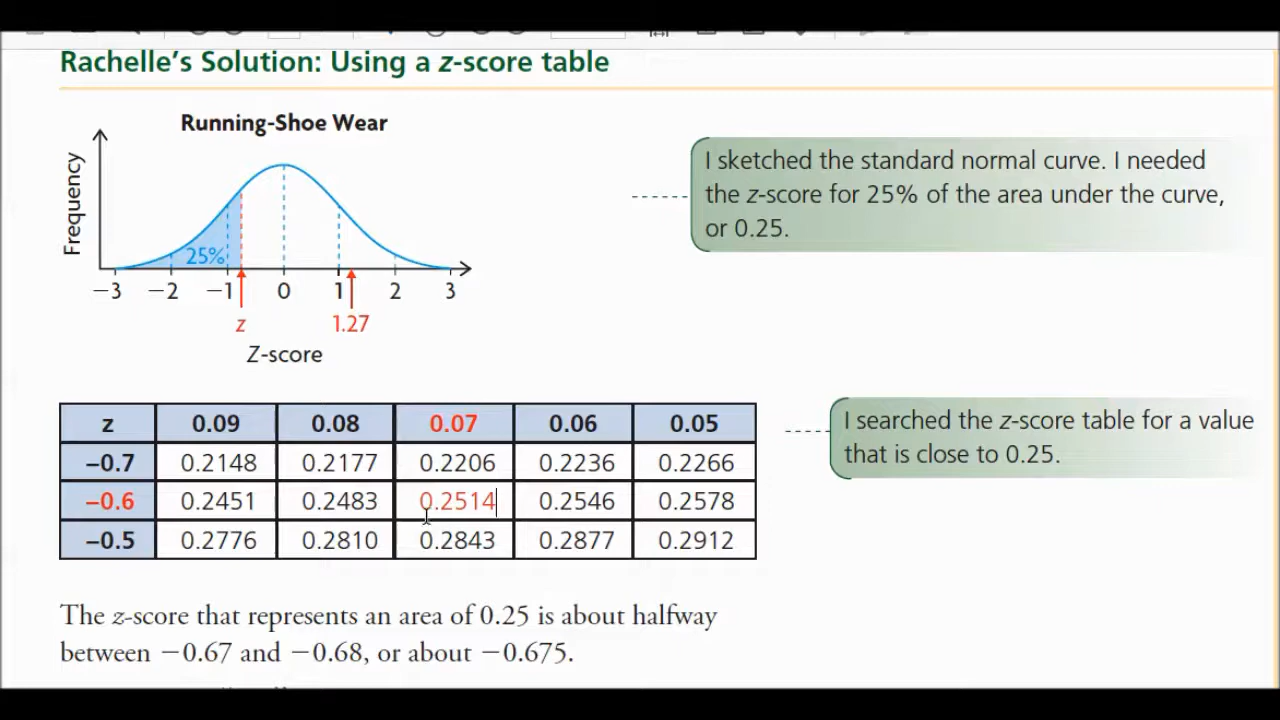 Rachelle's Solution: Using a z-score table
Running-Shoe Wear
Frequency
25%
−3 −2 −1 0 1 2 3
z 1.27
Z-score
I sketched the standard normal curve. I needed
the z-score for 25% of the area under the curve,
or 0.25.
z 0.09 0.08 0.07 0.06 0.05
−0.7 0.2148 0.2177 0.2206 0.2236 0.2266
−0.6 0.2451 0.2483 0.2514 0.2546 0.2578
−0.5 0.2776 0.2810 0.2843 0.2877 0.2912
I searched the z-score table for a value
that is close to 0.25.
The z-score that represents an area of 0.25 is about halfway
between −0.67 and −0.68, or about −0.675.